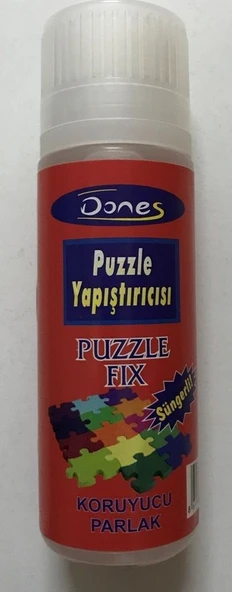 Dones
Puzzle
Yapıştırıcısı
PUZZLE
FIX
Süngerli!
KORUYUCU
PARLAK